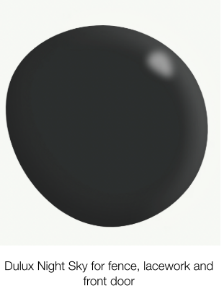 Dulux Night Sky for fence, lacework and
front door